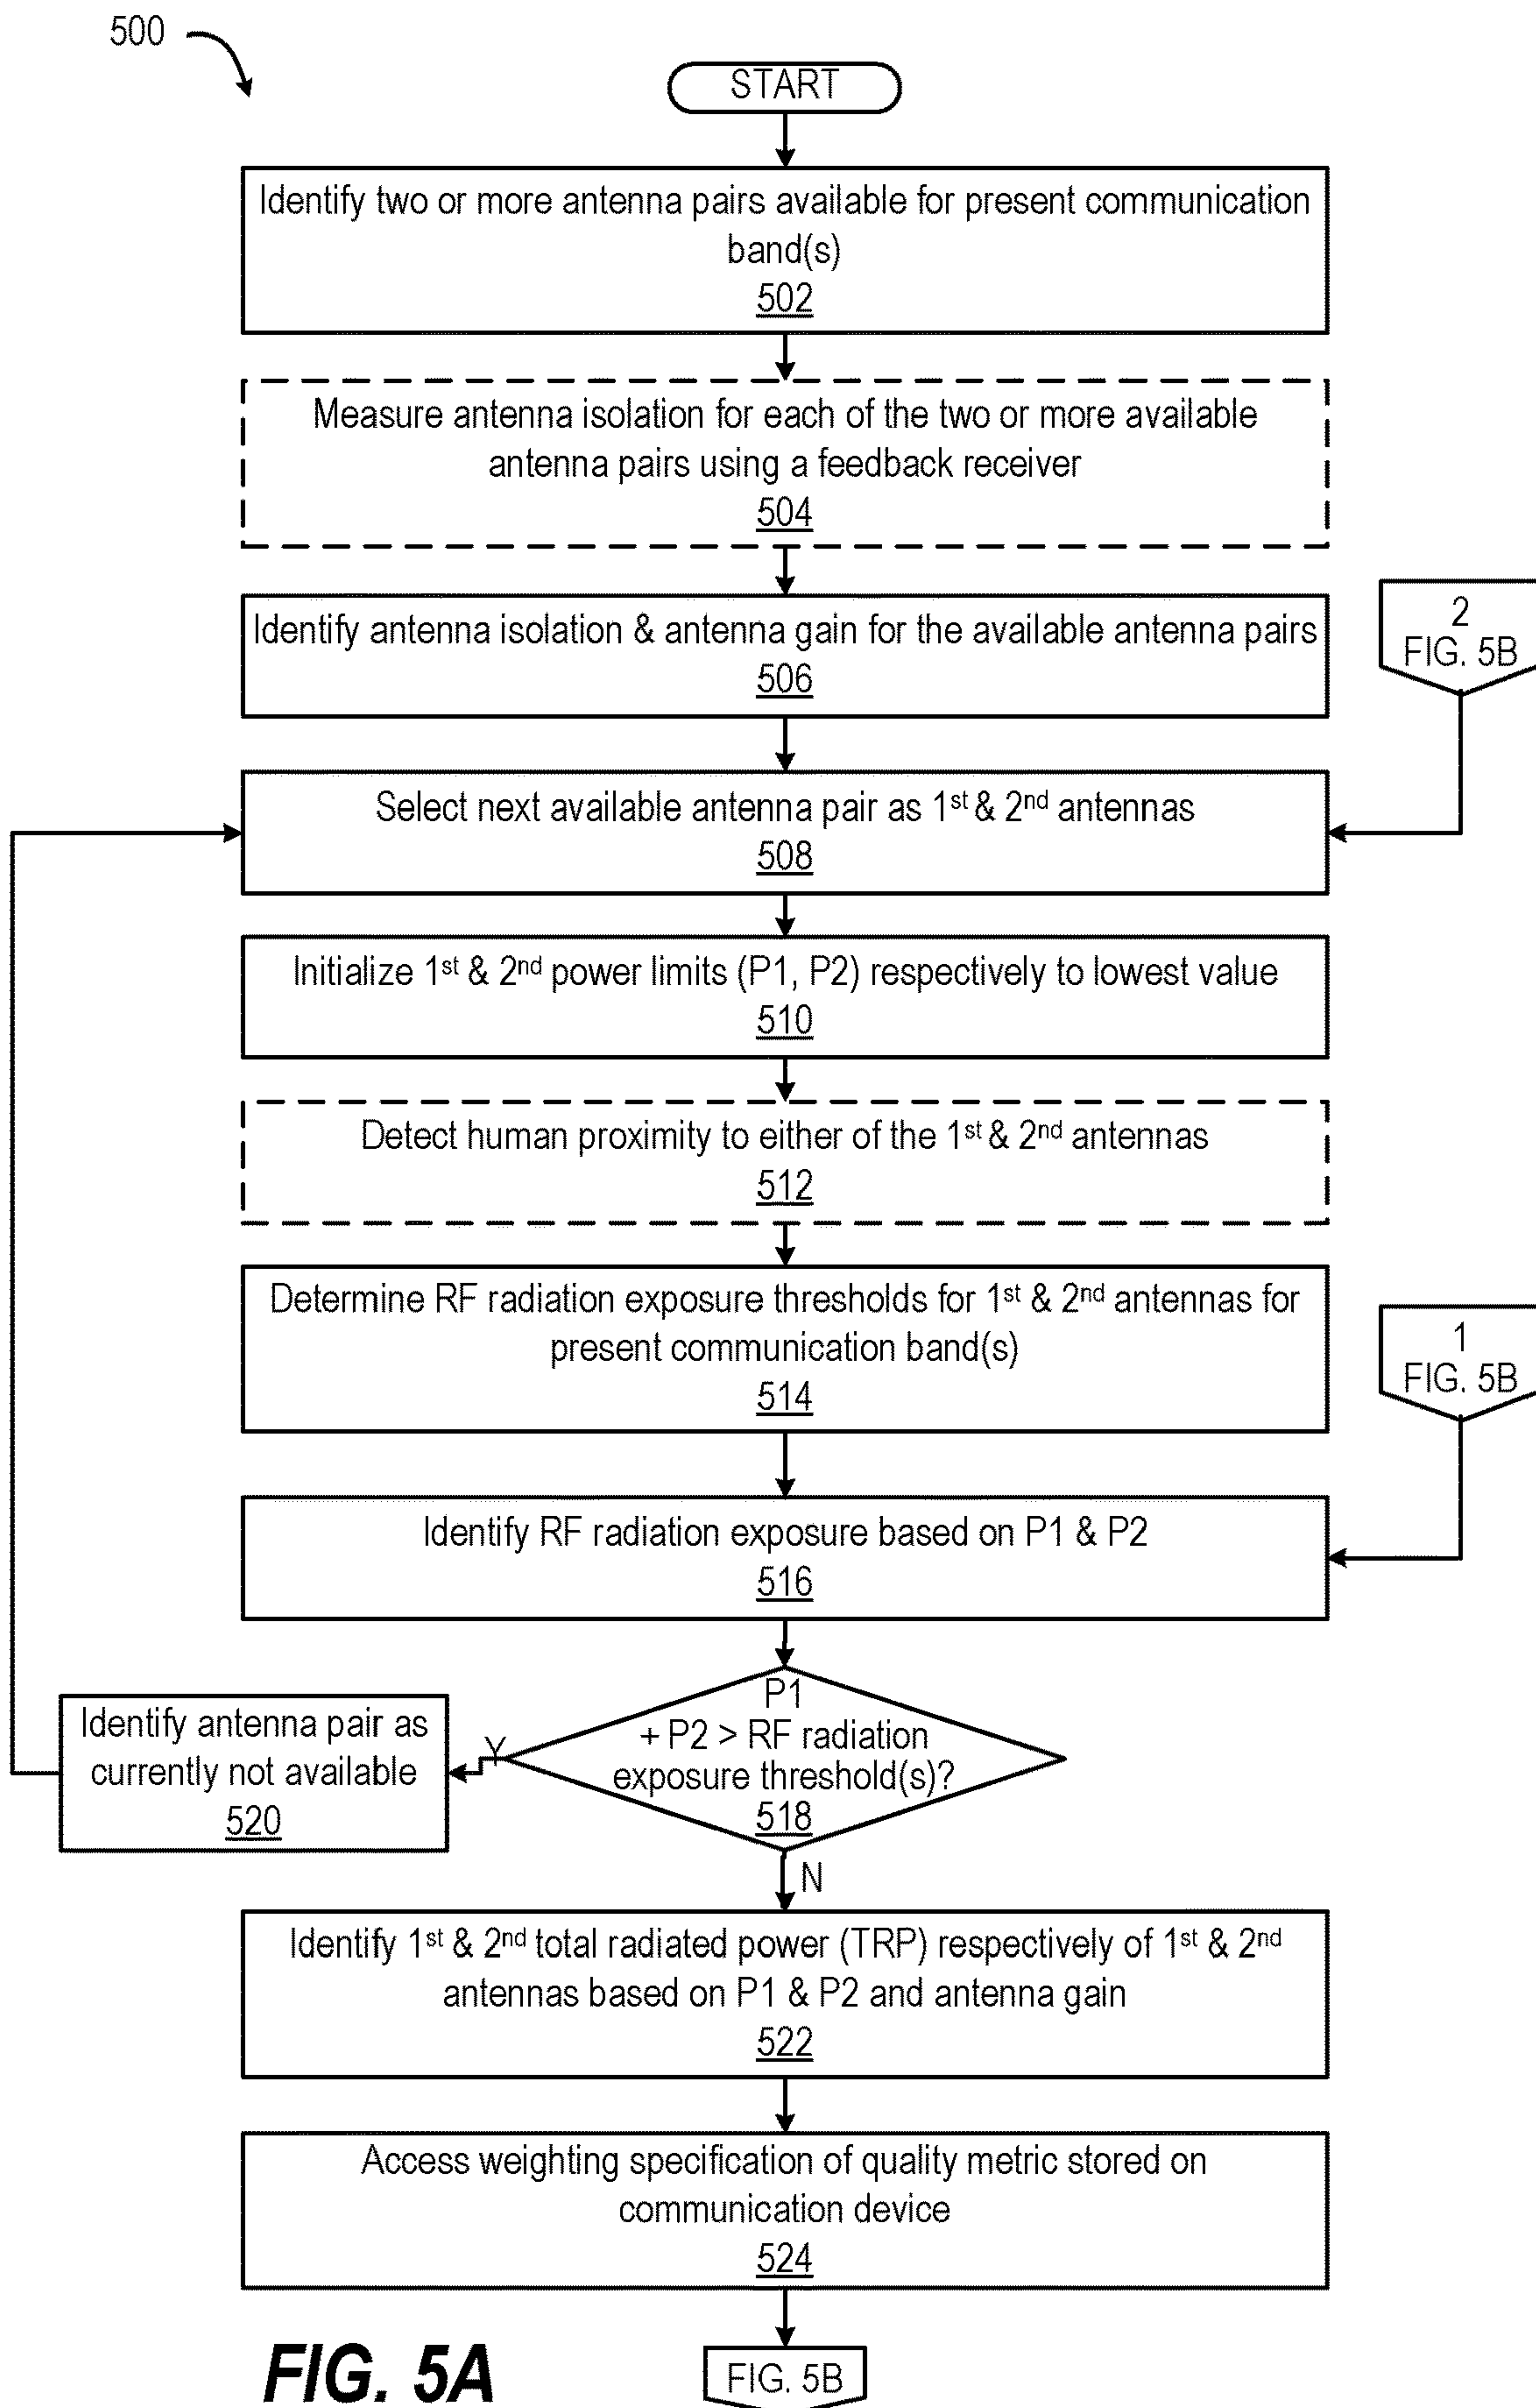 500
START
Identify two or more antenna pairs available for present communication
band(s)
502
Measure antenna isolation for each of the two or more available
antenna pairs using a feedback receiver
504
Identify antenna isolation & antenna gain for the available antenna pairs
506
2
FIG. 5B
Select next available antenna pair as 1st & 2nd antennas
508
Initialize 1st & 2nd power limits (P1, P2) respectively to lowest value
510
Detect human proximity to either of the 1st & 2nd antennas
512
Determine RF radiation exposure thresholds for 1st & 2nd antennas for
present communication band(s)
514
1
FIG. 5B
Identify RF radiation exposure based on P1 & P2
516
P1
+ P2 > RF radiation
exposure threshold(s)?
518
Y
Identify antenna pair as
currently not available
520
N
Identify 1st & 2nd total radiated power (TRP) respectively of 1st & 2nd
antennas based on P1 & P2 and antenna gain
522
Access weighting specification of quality metric stored on
communication device
524
FIG. 5A
FIG. 5B